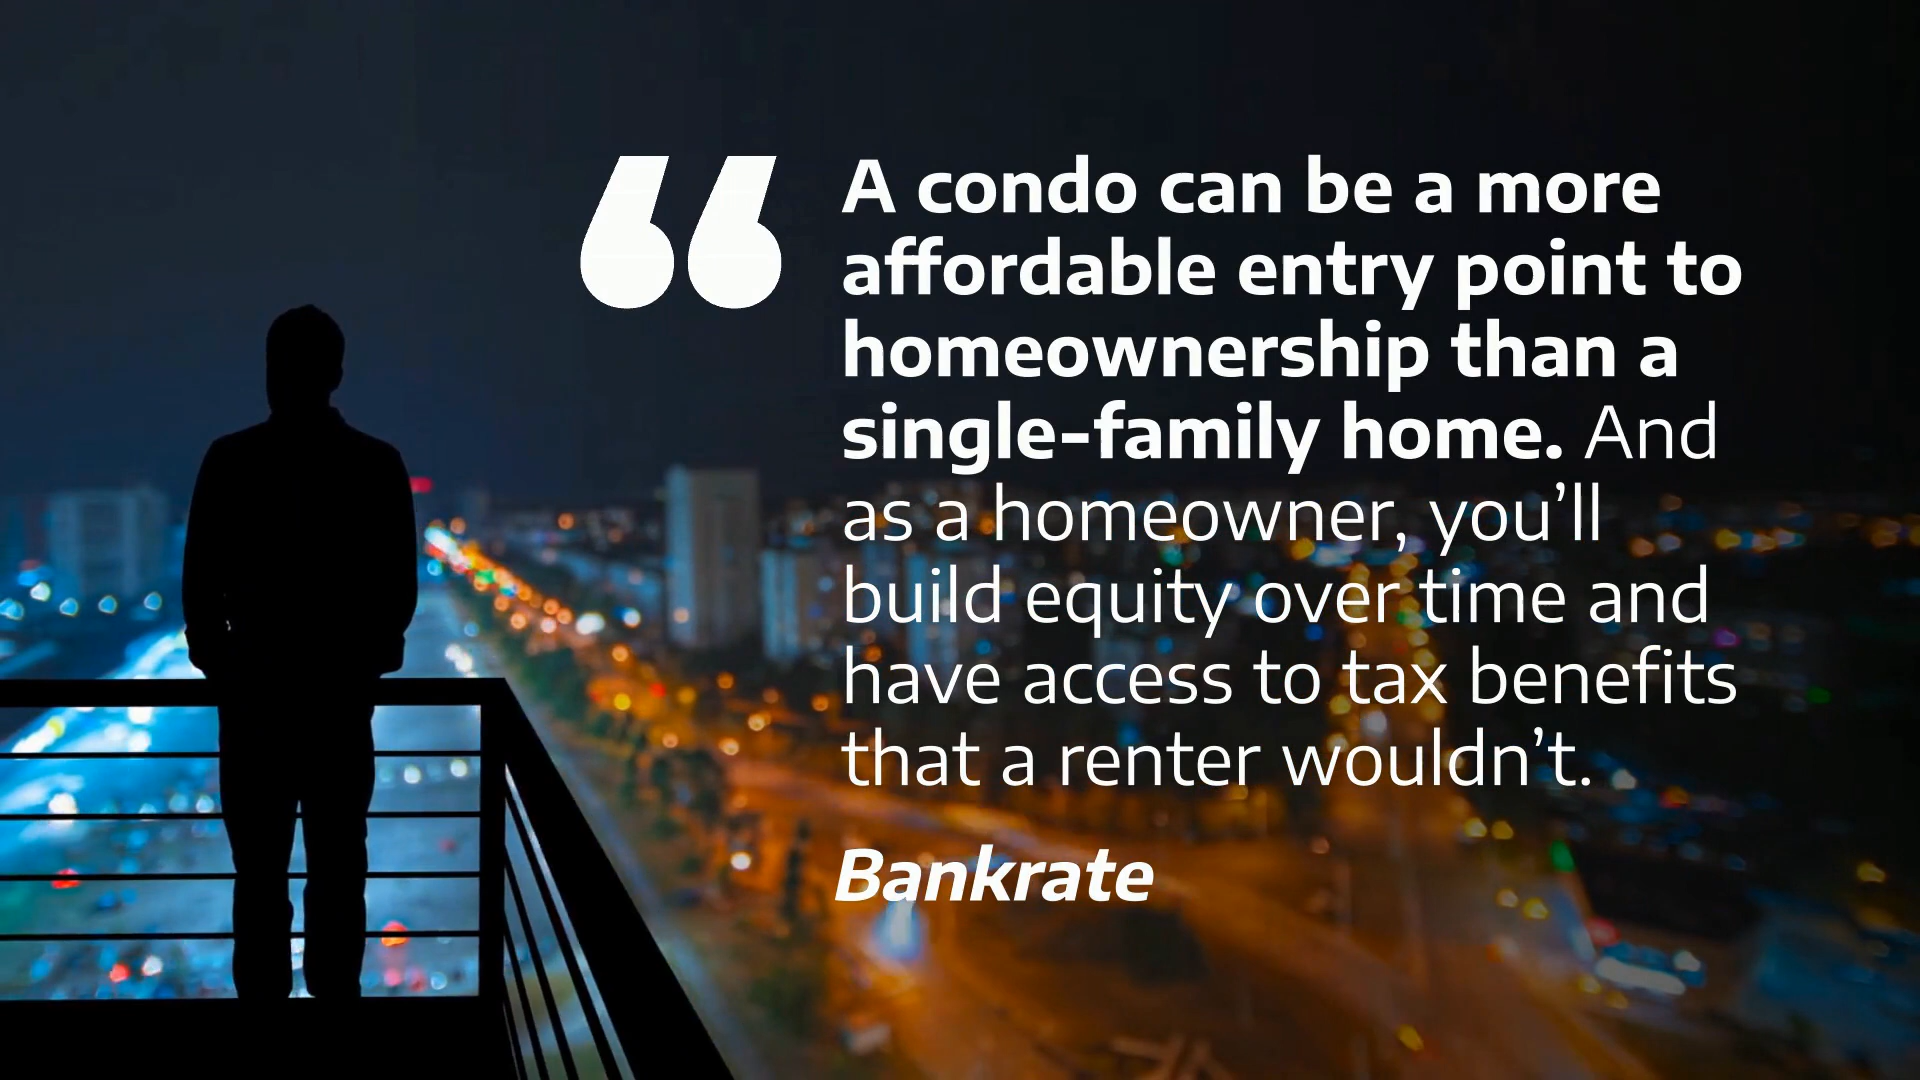 “
A condo can be a more
affordable entry point to
homeownership than a
single-family home. And
as a homeowner, you’ll
build equity over time and
have access to tax benefits
that a renter wouldn’t.
Bankrate